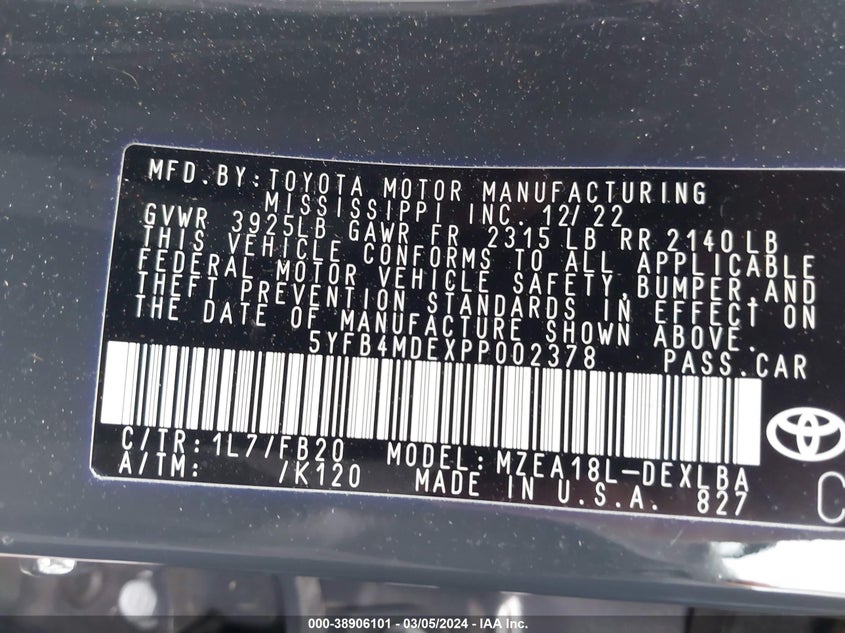 MFD.BY:TOYOTA MOTOR MANUFACTURING
MISSISSIPPI INC. 12/22
GVWR 3925LB GAWR FR 2315 LB RR 2140 LB
THIS VEHICLE CONFORMS TO ALL APPLICABLE
FEDERAL MOTOR VEHICLE SAFETY,BUMPER,AND
THEFT PREVENTION STANDARDS IN EFFECT ON
THE DATE OF MANUFACTURE SHOWN ABOVE.
5YFB4MDEXPP002378 PASS.CAR
C/TR:1L7/FB20 MODEL:MZEA18L-DEXLBA
A/TM: /K120 MADE IN U.S.A. 827
C
000-38906101 - 03/05/2024 - IAA Inc.